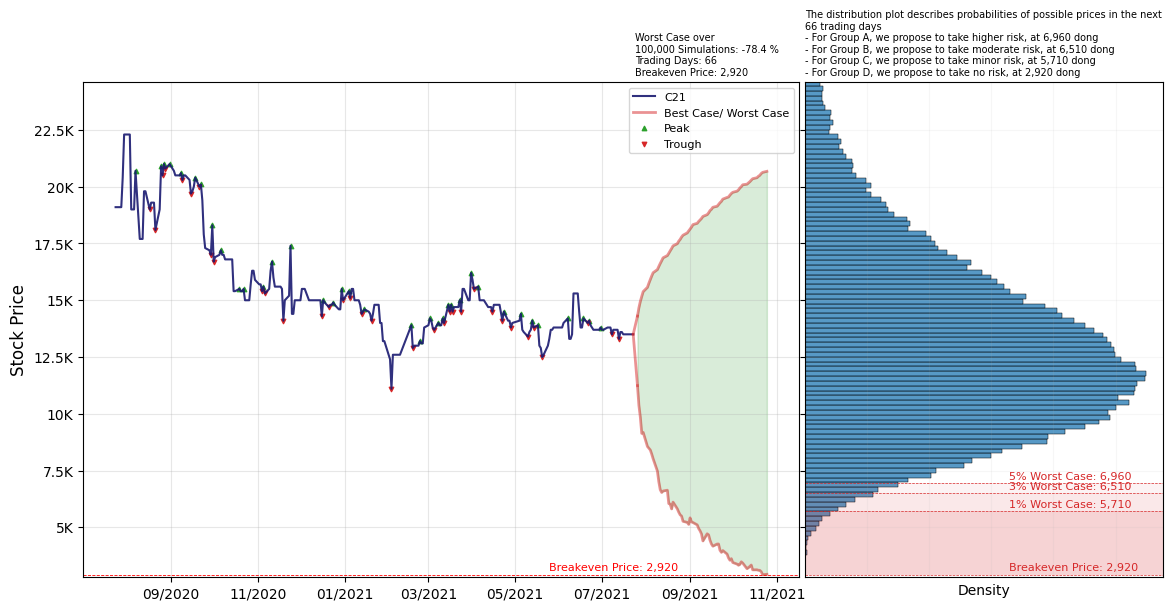 The distribution plot describes probabilities of possible prices in the next
66 trading days
- For Group A, we propose to take higher risk, at 6,960 dong
- For Group B, we propose to take moderate risk, at 6,510 dong
- For Group C, we propose to take minor risk, at 5,710 dong
- For Group D, we propose to take no risk, at 2,920 dong
Worst Case over
100,000 Simulations: -78.4 %
Trading Days: 66
Breakeven Price: 2,920
C21
Best Case/ Worst Case
Peak
Trough
Stock Price
22.5K
20K
17.5K
15K
12.5K
10K
7.5K
5K
Breakeven Price: 2,920
09/2020
11/2020
01/2021
03/2021
05/2021
07/2021
09/2021
11/2021
5% Worst Case: 6,960
3% Worst Case: 6,510
1% Worst Case: 5,710
Breakeven Price: 2,920
Density